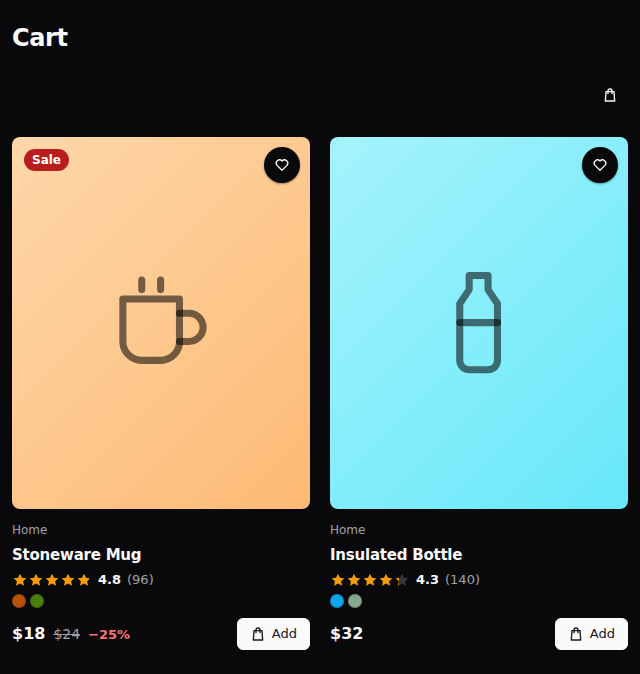 Cart
Sale
Home
Stoneware Mug
4.8 (96)
$18 $24 −25% Add
Home
Insulated Bottle
4.3 (140)
$32 Add